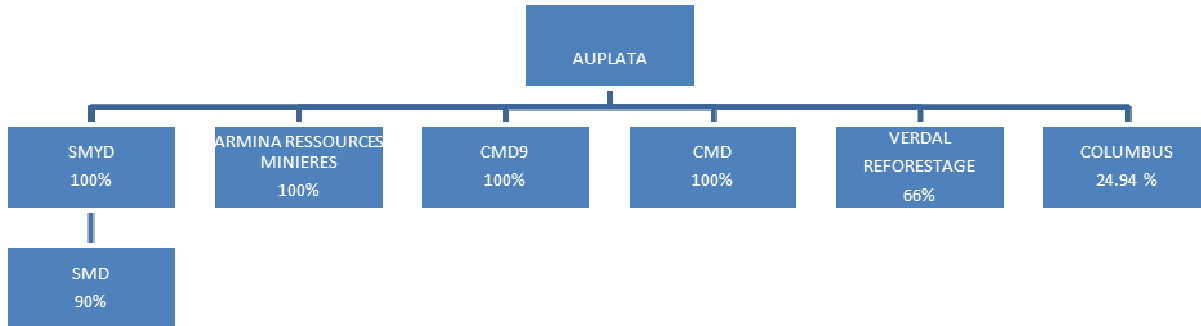 AUPLATA
SMYD
100%
ARMINA RESSOURCES
MINIERES
100%
CMD9
100%
CMD
100%
VERDAL
REFORESTAGE
66%
COLUMBUS
24.94 %
SMD
90%